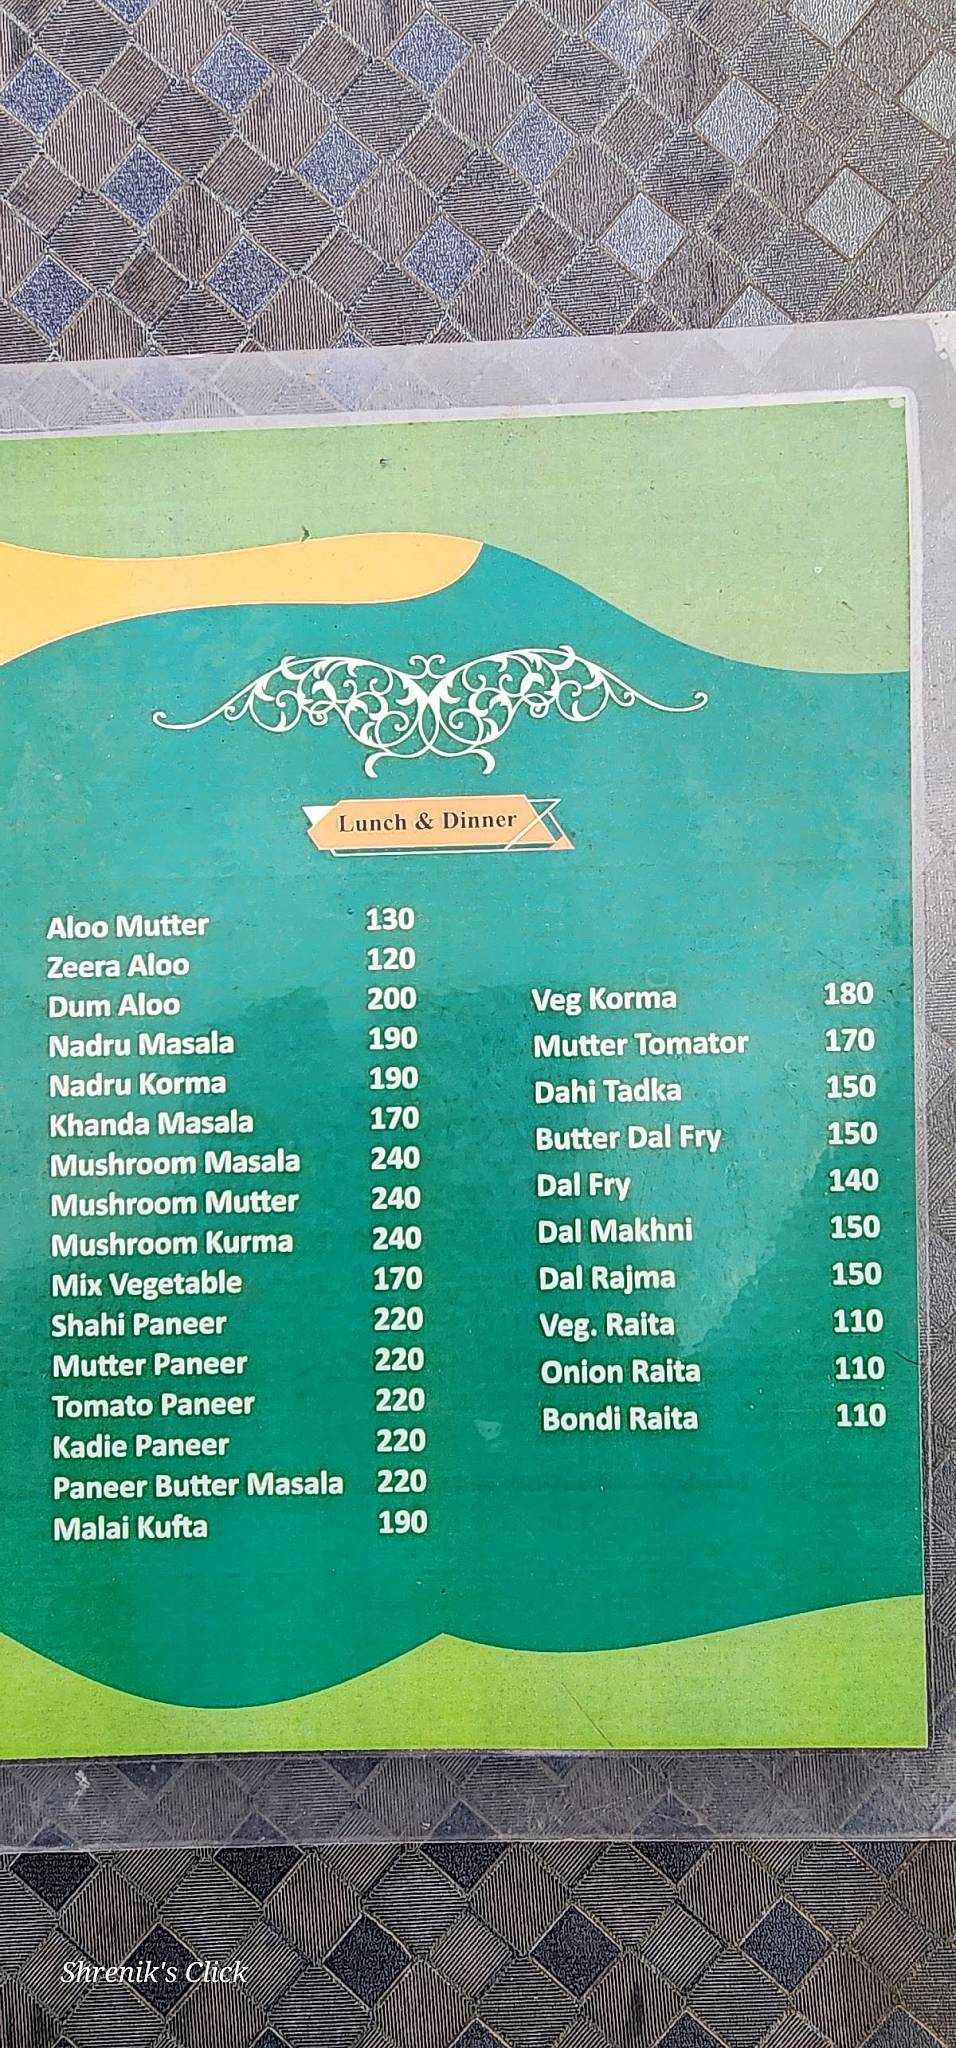 Lunch & Dinner
Aloo Mutter 130
Zeera Aloo 120
Dum Aloo 200
Nadru Masala 190
Nadru Korma 190
Khanda Masala 170
Mushroom Masala 240
Mushroom Mutter 240
Mushroom Kurma 240
Mix Vegetable 170
Shahi Paneer 220
Mutter Paneer 220
Tomato Paneer 220
Kadie Paneer 220
Paneer Butter Masala 220
Malai Kufta 190
Veg Korma 180
Mutter Tomator 170
Dahi Tadka 150
Butter Dal Fry 150
Dal Fry 140
Dal Makhni 150
Dal Rajma 150
Veg. Raita 110
Onion Raita 110
Bondi Raita 110
Shrenik's Click